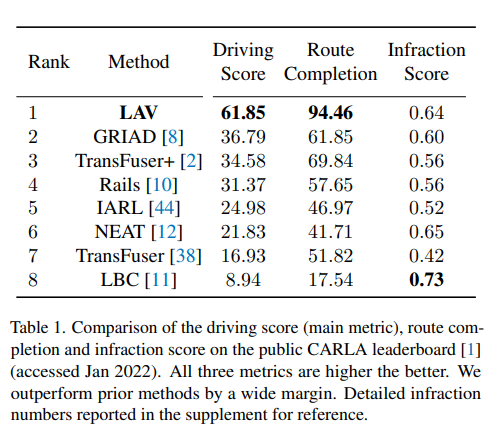 Rank Method Driving Score Route Completion Infraction Score
1 LAV 61.85 94.46 0.64
2 GRIAD [8] 36.79 61.85 0.60
3 TransFuser+ [2] 34.58 69.84 0.56
4 Rails [10] 31.37 57.65 0.56
5 IARL [44] 24.98 46.97 0.52
6 NEAT [12] 21.83 41.71 0.65
7 TransFuser [38] 16.93 51.82 0.42
8 LBC [11] 8.94 17.54 0.73
Table 1. Comparison of the driving score (main metric), route com-
pletion and infraction score on the public CARLA leaderboard [1]
(accessed Jan 2022). All three metrics are higher the better. We
outperform prior methods by a wide margin. Detailed infraction
numbers reported in the supplement for reference.